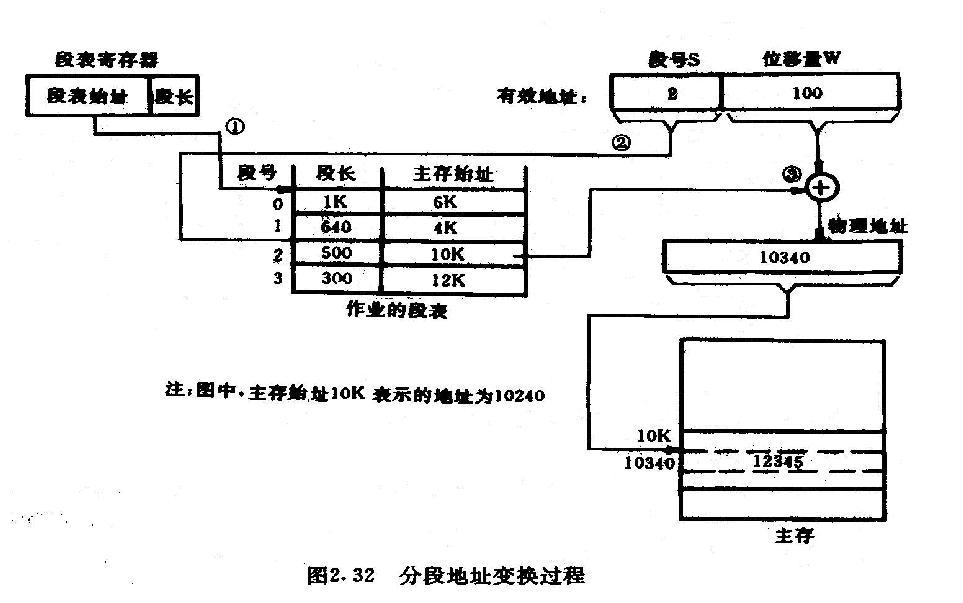 段表寄存器
段表始址 段长
段号S 位移量W
有效地址: 2 100
①
②
③
段号 段长 主存始址
0 1K 6K
1 640 4K
2 500 10K
3 300 12K
作业的段表
+
物理地址
10340
注:图中,主存始址10K 表示的地址为10240
10K
10340 12345
主存
图2.32 分段地址变换过程